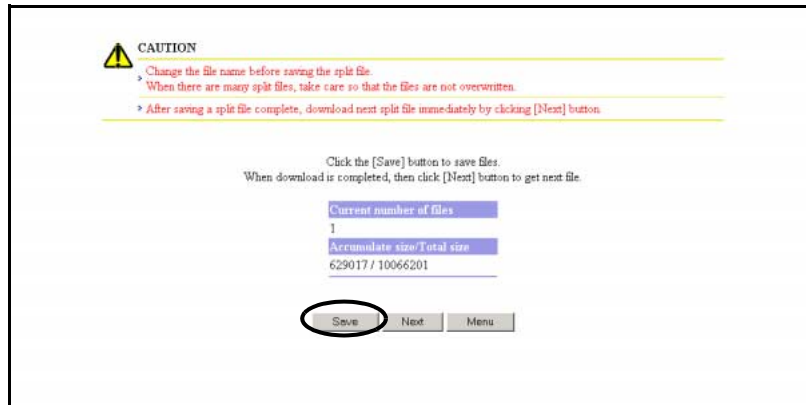 CAUTION
Change the file name before saving the split file.
When there are many split files, take care so that the files are not overwritten.
After saving a split file complete, download next split file immediately by clicking [Next] button.
Click the [Save] button to save files.
When download is completed, then click [Next] button to get next file.
Current number of files
1
Accumulate size/Total size
629017 / 10066201
Save Next Menu